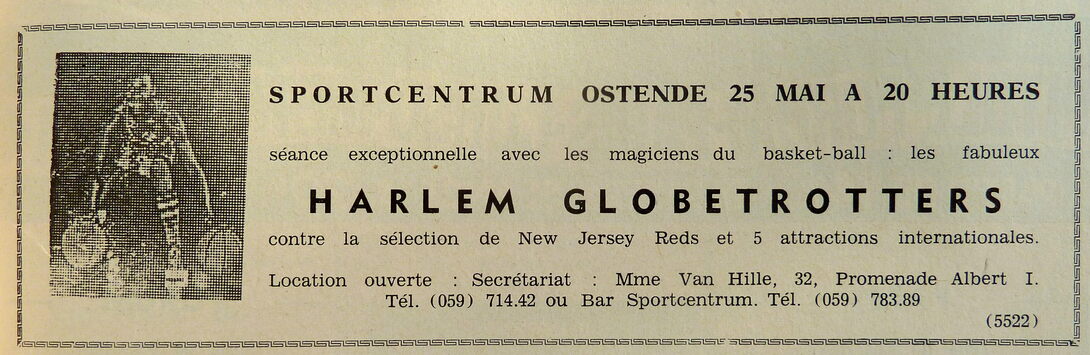 SPORTCENTRUM OSTENDE 25 MAI A 20 HEURES
séance exceptionnelle avec les magiciens du basket-ball : les fabuleux
HARLEM GLOBETROTTERS
contre la sélection de New Jersey Reds et 5 attractions internationales.
Location ouverte : Secrétariat : Mme Van Hille, 32, Promenade Albert I.
Tél. (059) 714.42 ou Bar Sportcentrum. Tél. (059) 783.89
(5522)